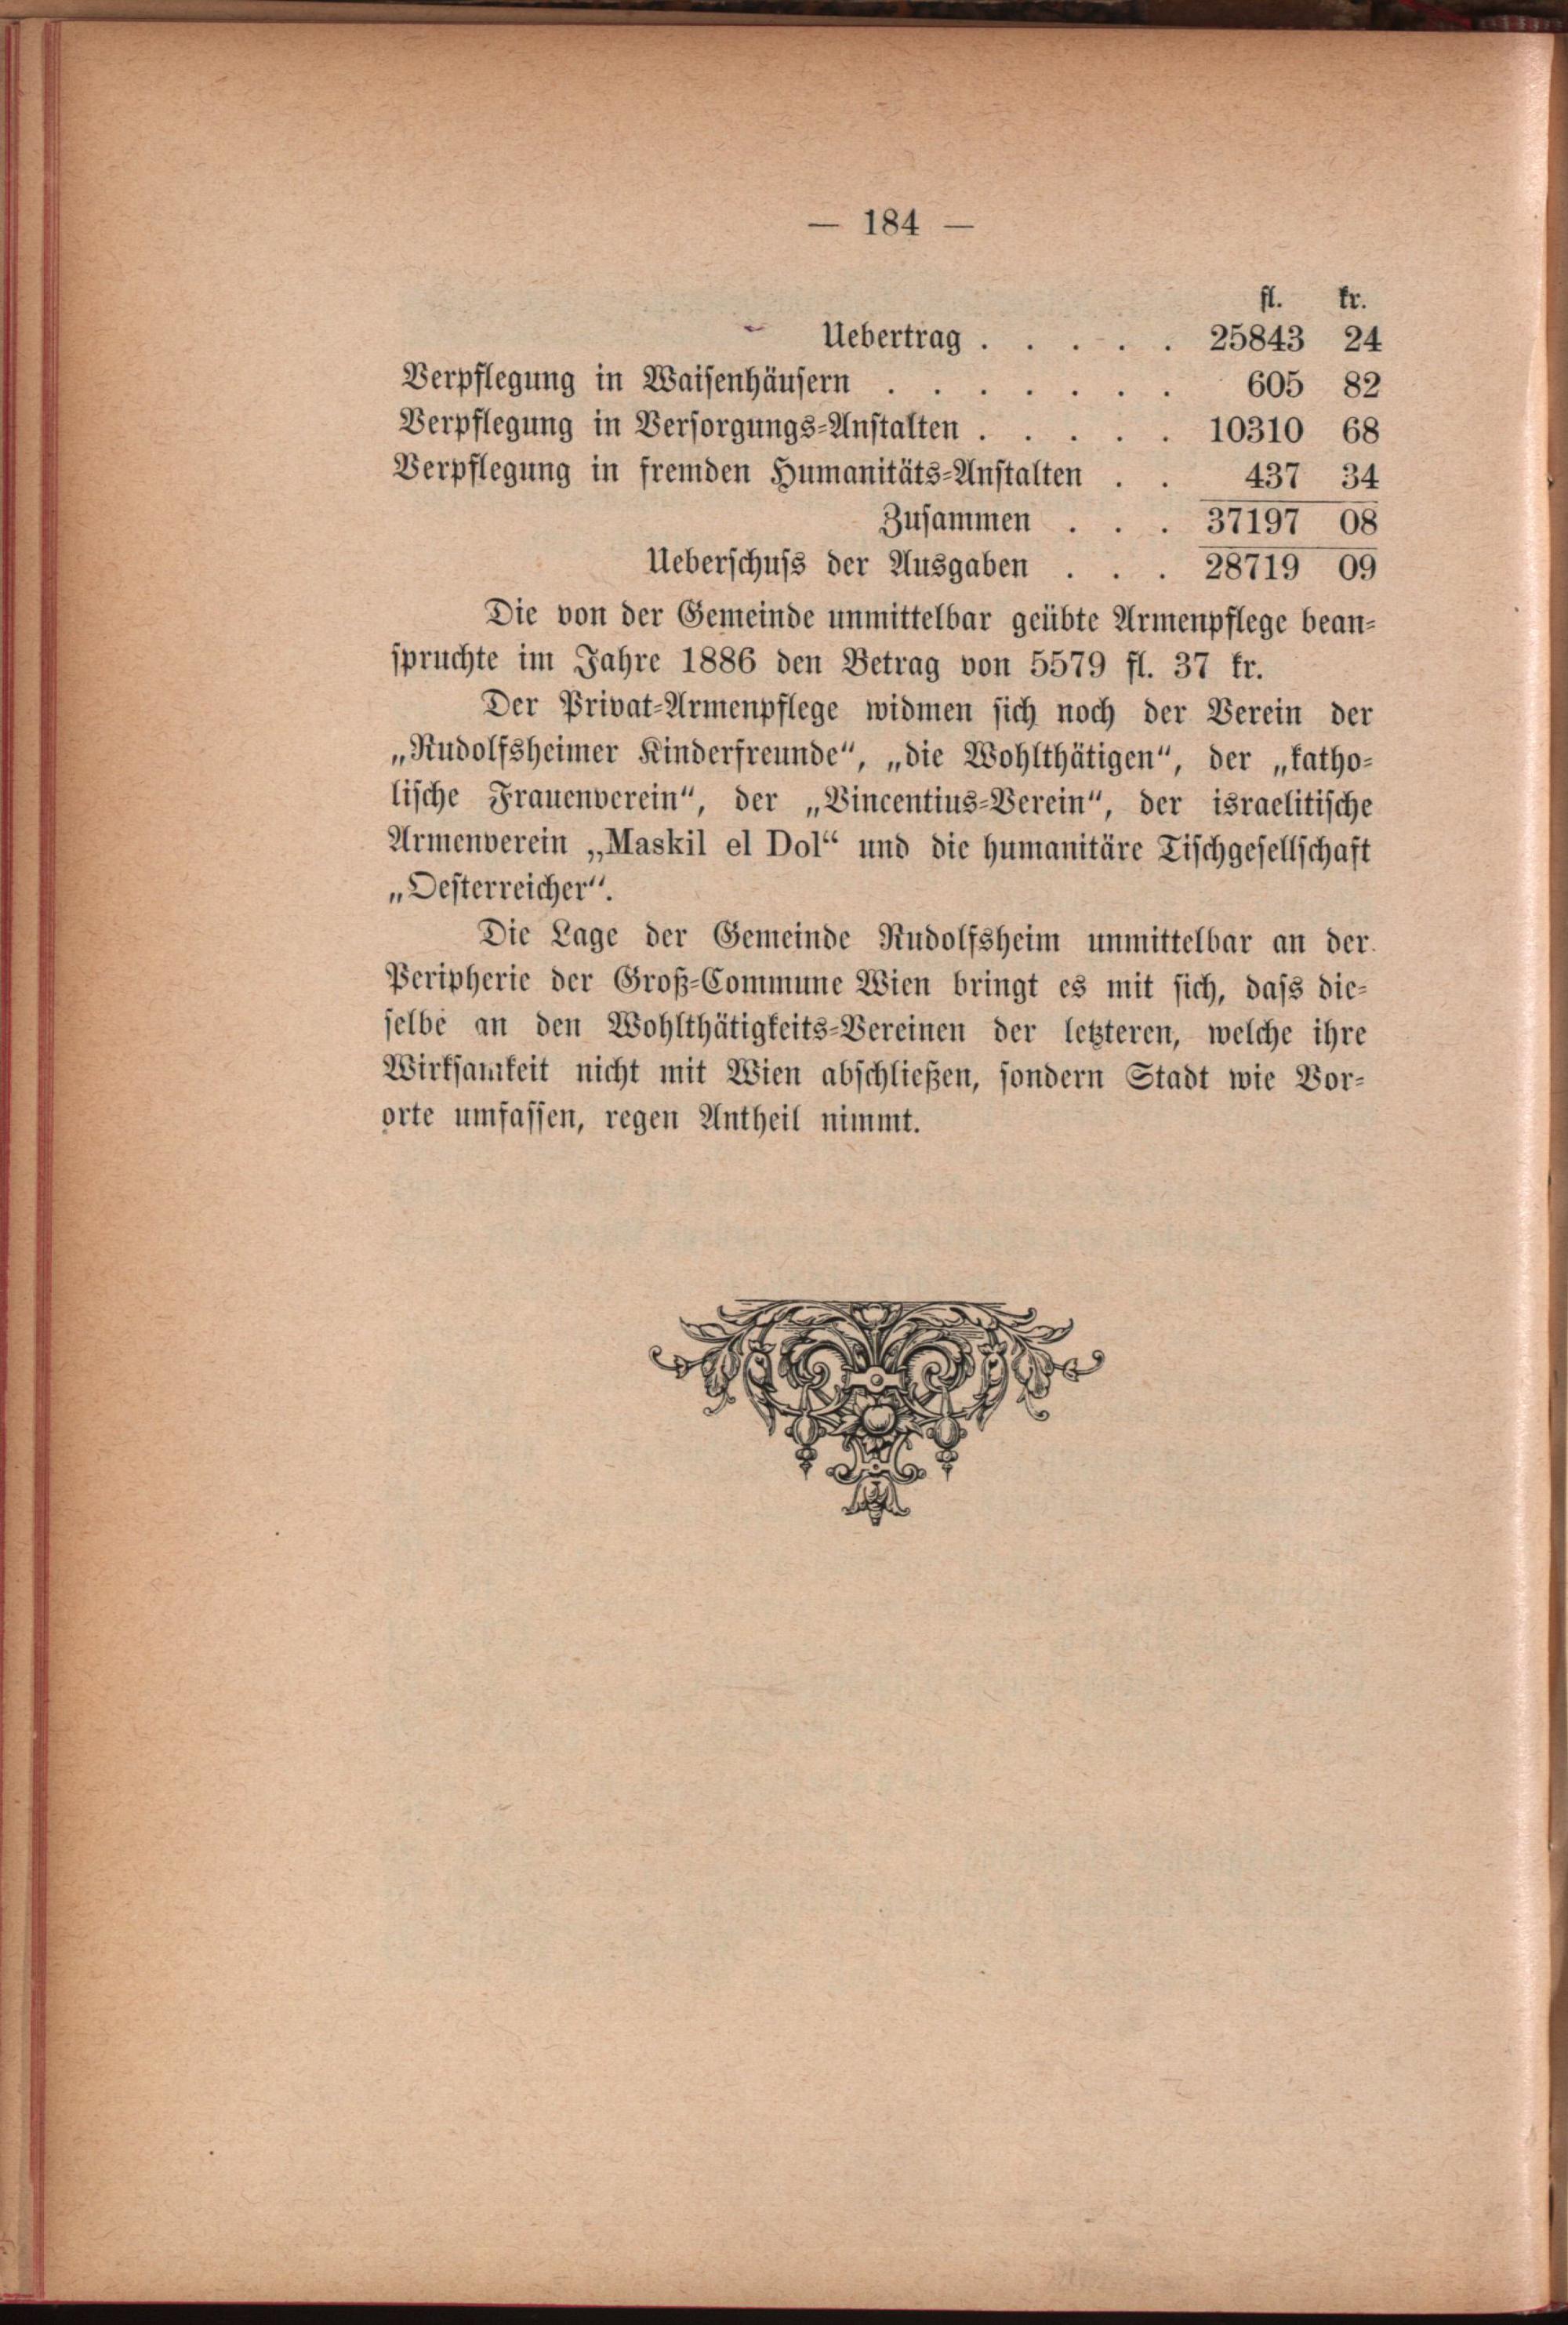 — 184 —
fl. kr.
Uebertrag . . . . . 25843 24
Verpflegung in Waisenhäusern . . . . . . . 605 82
Verpflegung in Versorgungs-Anstalten . . . . . 10310 68
Verpflegung in fremden Humanitäts-Anstalten . . 437 34
Zusammen . . . 37197 08
Ueberschuss der Ausgaben . . . 28719 09
Die von der Gemeinde unmittelbar geübte Armenpflege bean-
spruchte im Jahre 1886 den Betrag von 5579 fl. 37 kr.
Der Privat-Armenpflege widmen sich noch der Verein der
„Rudolfsheimer Kinderfreunde“, „die Wohlthätigen“, der „katho-
lische Frauenverein“, der „Vincentius-Verein“, der israelitische
Armenverein „Maskil el Dol“ und die humanitäre Tischgesellschaft
„Oesterreicher“.
Die Lage der Gemeinde Rudolfsheim unmittelbar an der
Peripherie der Groß-Commune Wien bringt es mit sich, dass die-
selbe an den Wohlthätigkeits-Vereinen der letzteren, welche ihre
Wirksamkeit nicht mit Wien abschließen, sondern Stadt wie Vor-
orte umfassen, regen Antheil nimmt.